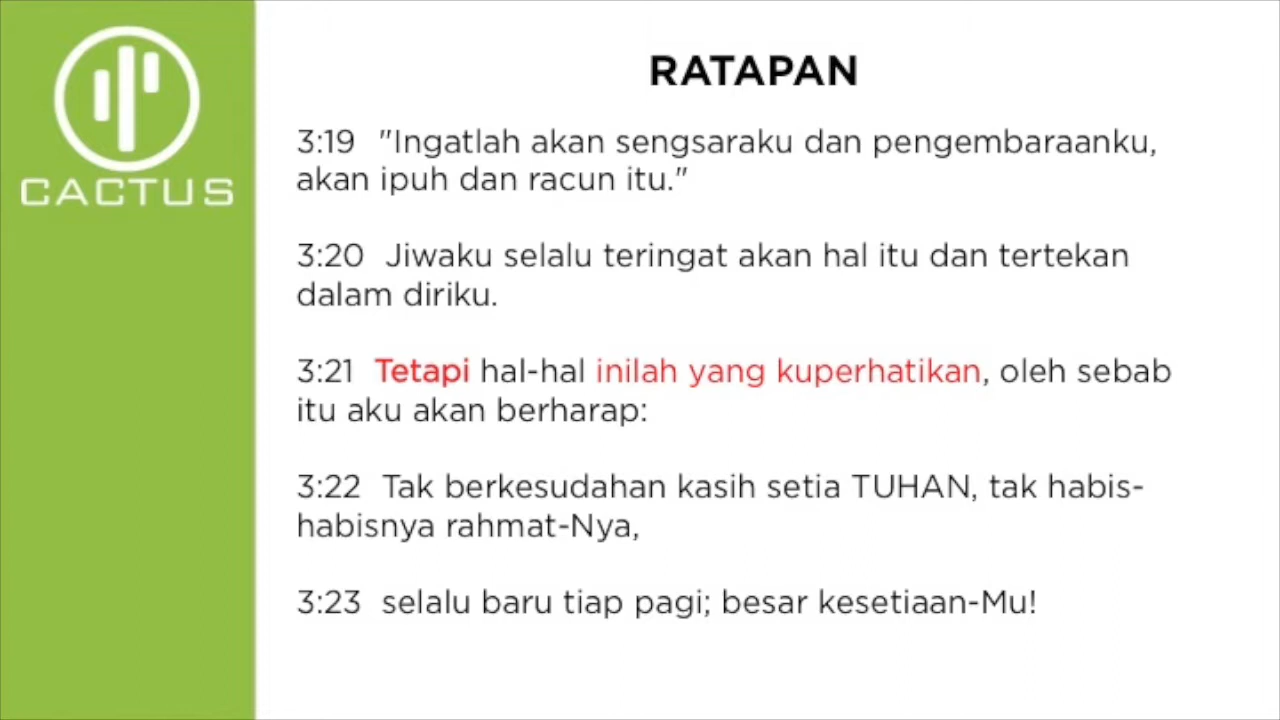 CACTUS
RATAPAN
3:19 "Ingatlah akan sengsaraku dan pengembaraanku,
akan ipuh dan racun itu."
3:20 Jiwaku selalu teringat akan hal itu dan tertekan
dalam diriku.
3:21 Tetapi hal-hal inilah yang kuperhatikan, oleh sebab
itu aku akan berharap:
3:22 Tak berkesudahan kasih setia TUHAN, tak habis-
habisnya rahmat-Nya,
3:23 selalu baru tiap pagi; besar kesetiaan-Mu!